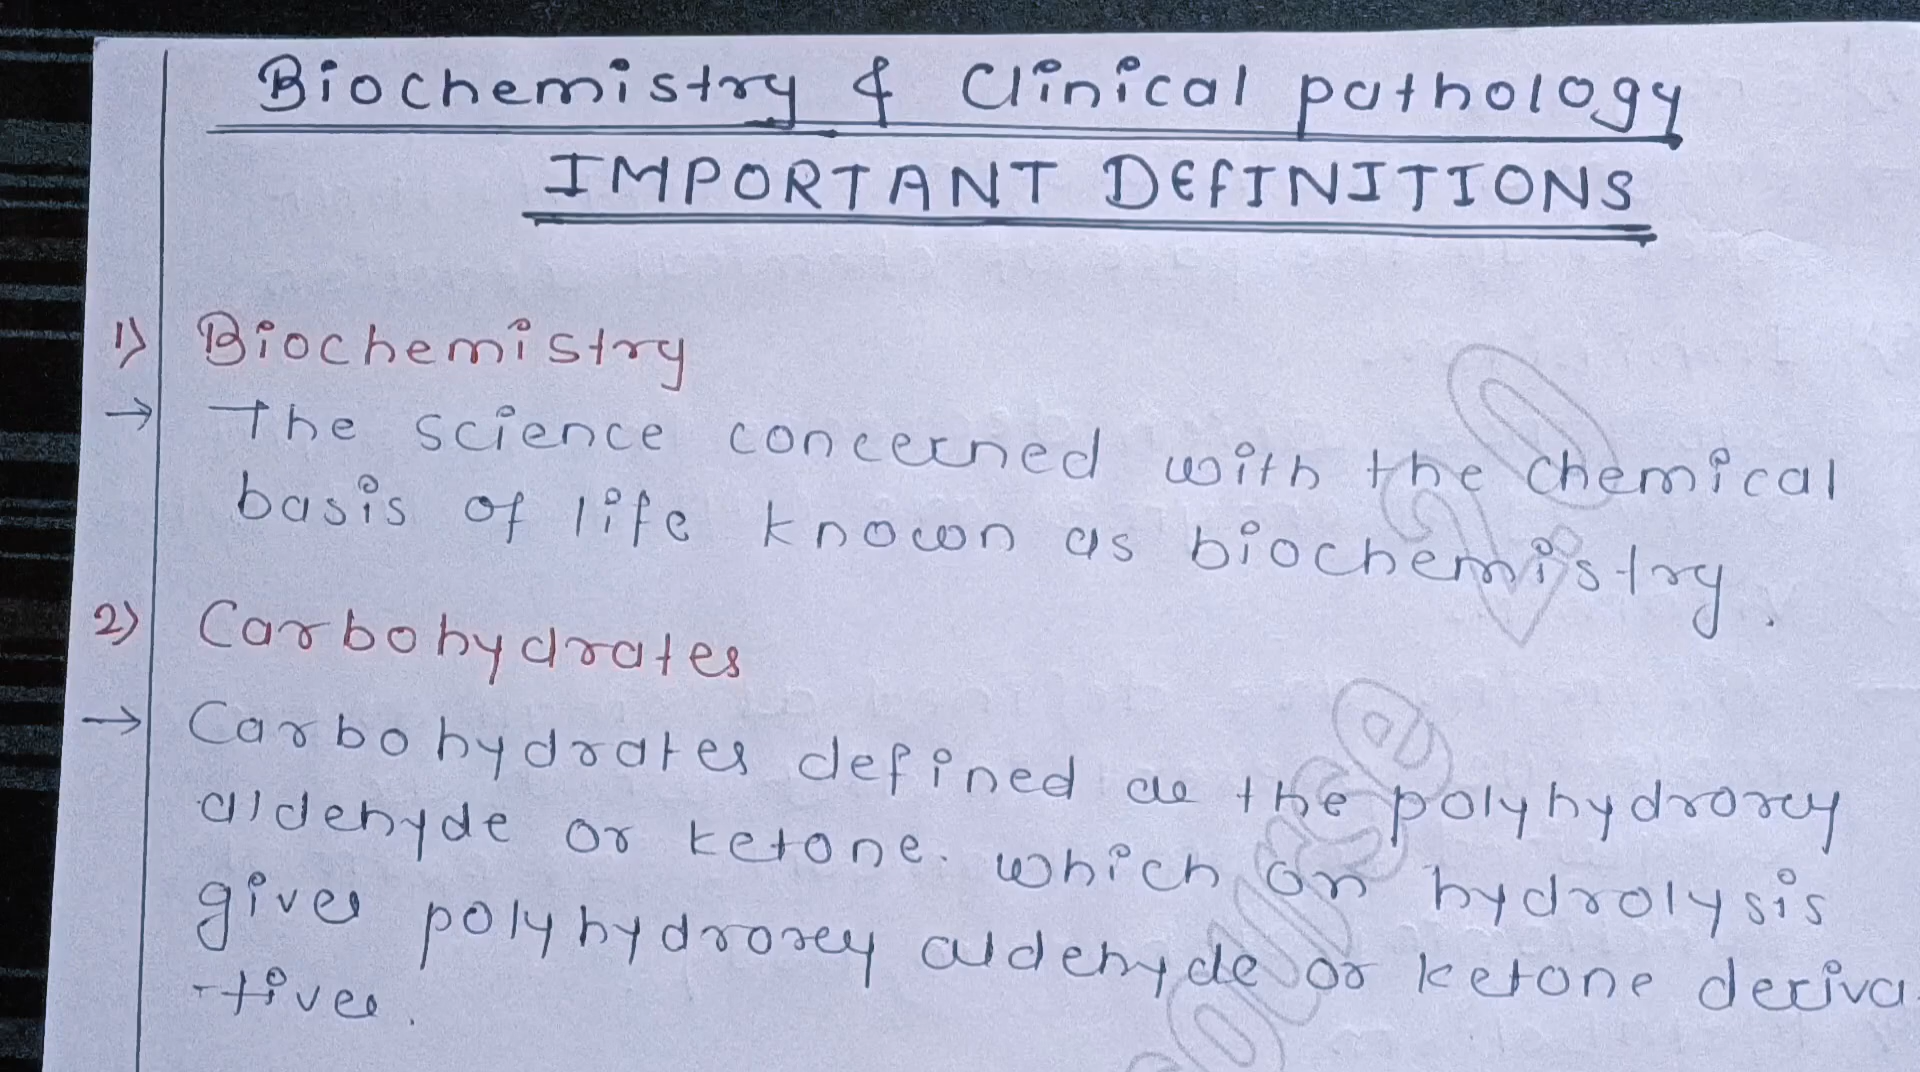 Biochemistry & Clinical pathology
IMPORTANT DEFINITIONS
1) Biochemistry
→ The science concerned with the chemical
basis of life known as biochemistry.
2) Carbohydrates
→ Carbohydrates defined as the polyhydroxy
aldehyde or ketone. which on hydrolysis
gives polyhydroxy aldehyde or ketone deriva
-tives.